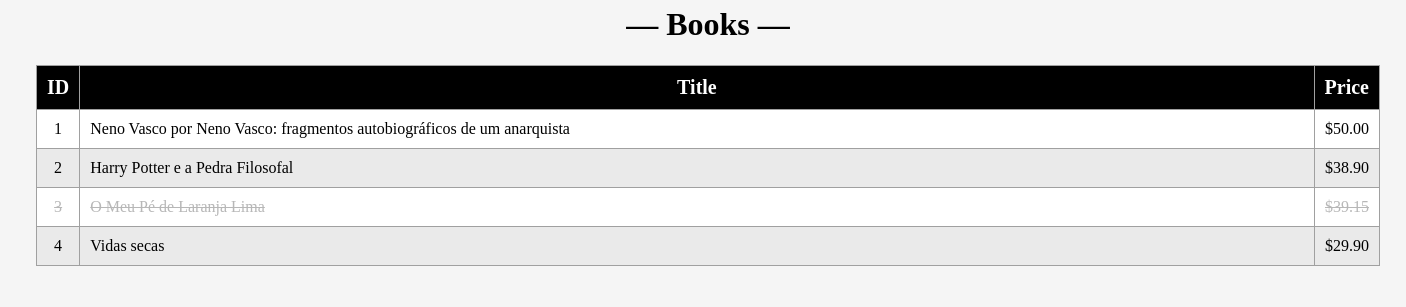 — Books —
ID Title Price
1 Neno Vasco por Neno Vasco: fragmentos autobiográficos de um anarquista $50.00
2 Harry Potter e a Pedra Filosofal $38.90
3 O Meu Pé de Laranja Lima $39.15
4 Vidas secas $29.90